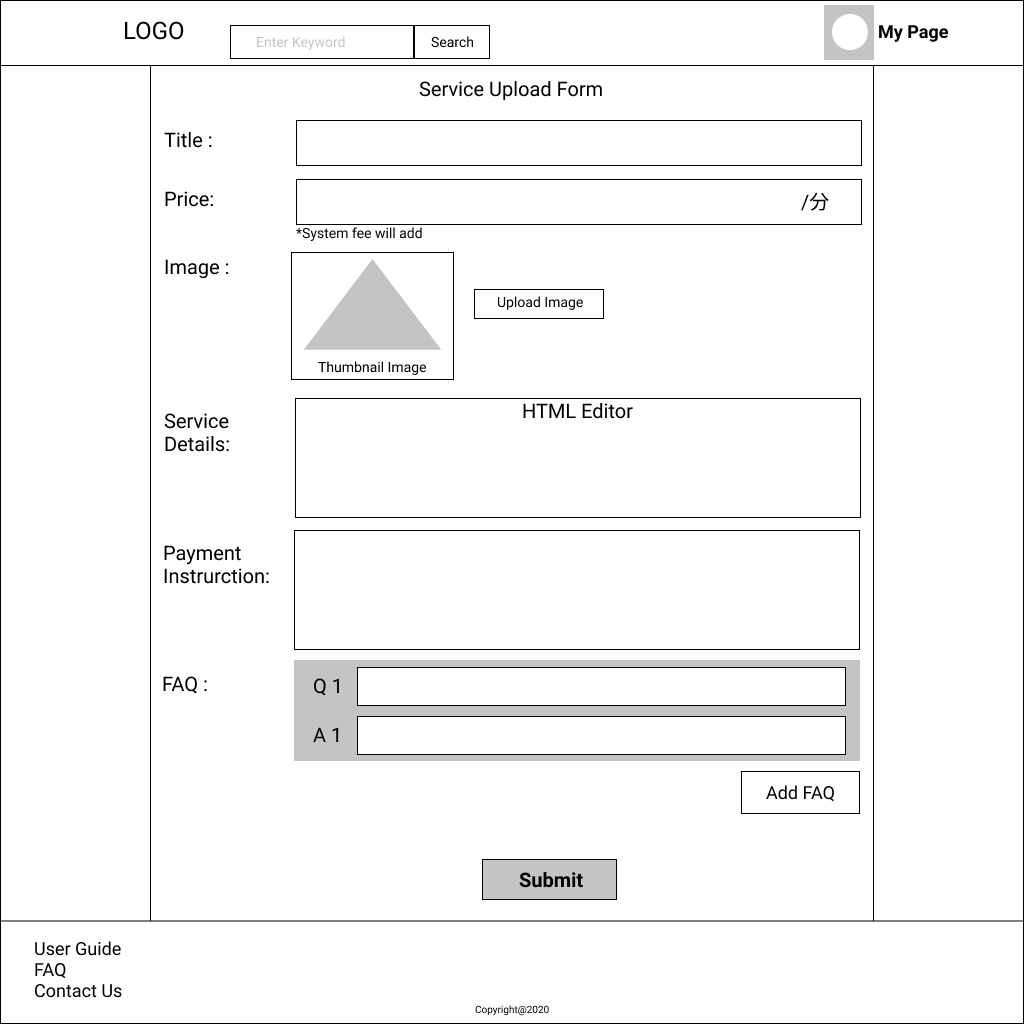 LOGO
Enter Keyword
Search
My Page
Service Upload Form
Title :
Price:
/分
*System fee will add
Image :
Upload Image
Thumbnail Image
Service
Details:
HTML Editor
Payment
Instrurction:
FAQ :
Q 1
A 1
Add FAQ
Submit
User Guide
FAQ
Contact Us
Copyright@2020